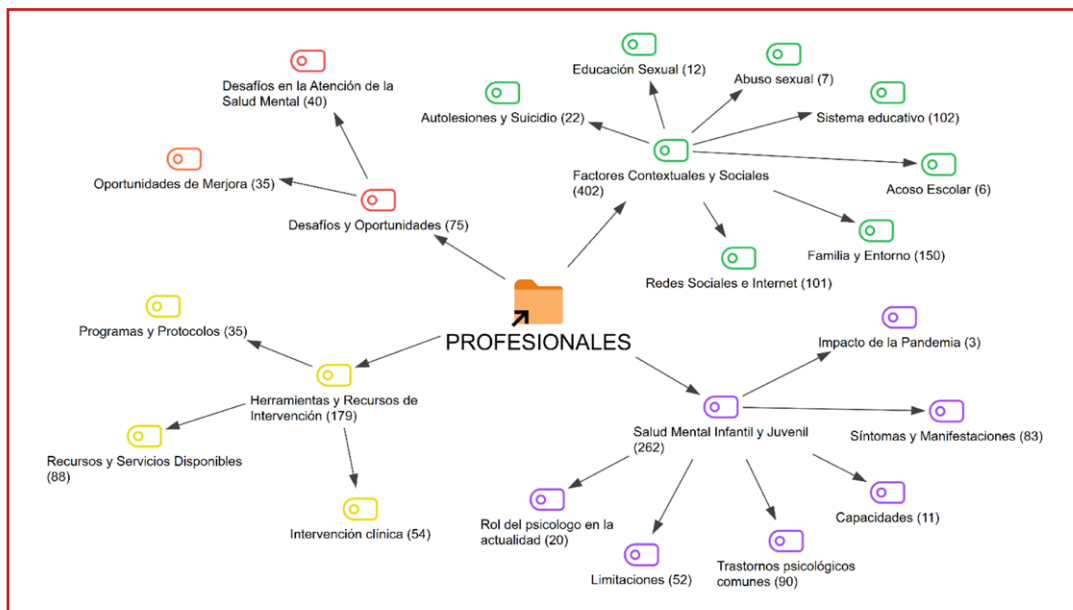 Desafíos en la Atención de la
Salud Mental (40)
Oportunidades de Merjora (35)
Desafíos y Oportunidades (75)
Educación Sexual (12)
Abuso sexual (7)
Autolesiones y Suicidio (22)
Sistema educativo (102)
Factores Contextuales y Sociales
(402)
Acoso Escolar (6)
Familia y Entorno (150)
Redes Sociales e Internet (101)
PROFESIONALES
Programas y Protocolos (35)
Herramientas y Recursos de
Intervención (179)
Recursos y Servicios Disponibles
(88)
Intervención clínica (54)
Impacto de la Pandemia (3)
Salud Mental Infantil y Juvenil
(262)
Síntomas y Manifestaciones (83)
Rol del psicologo en la
actualidad (20)
Capacidades (11)
Limitaciones (52)
Trastornos psicológicos
comunes (90)